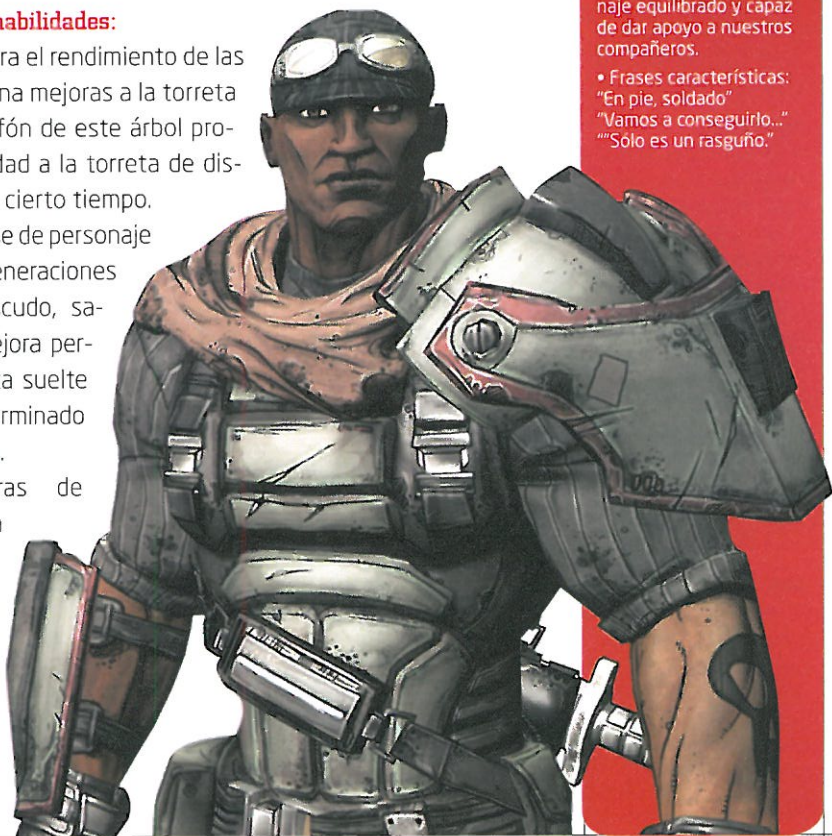 habilidades:
ra el rendimiento de las
na mejoras a la torreta
fón de este árbol pro-
dad a la torreta de dis-
cierto tiempo.
se de personaje
eneraciones
cudo, sa-
ejora per-
a suelte
rminado
.
ras de
naje equilibrado y capaz
de dar apoyo a nuestros
compañeros.
• Frases características:
"En pie, soldado"
"Vamos a conseguirlo..."
""Sólo es un rasguño."